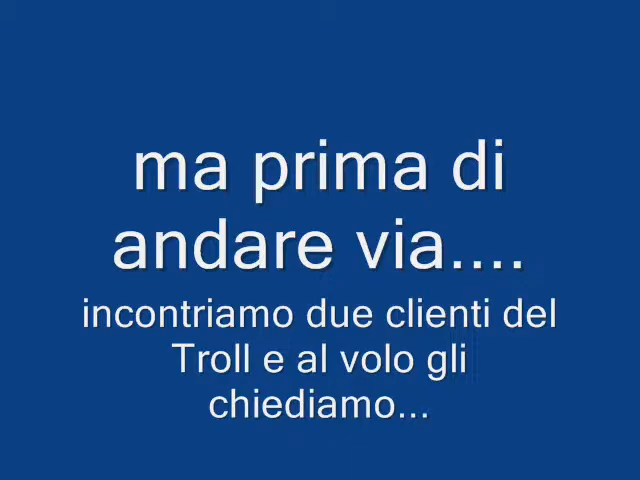 ma prima di
andare via....
incontriamo due clienti del
Troll e al volo gli
chiediamo...